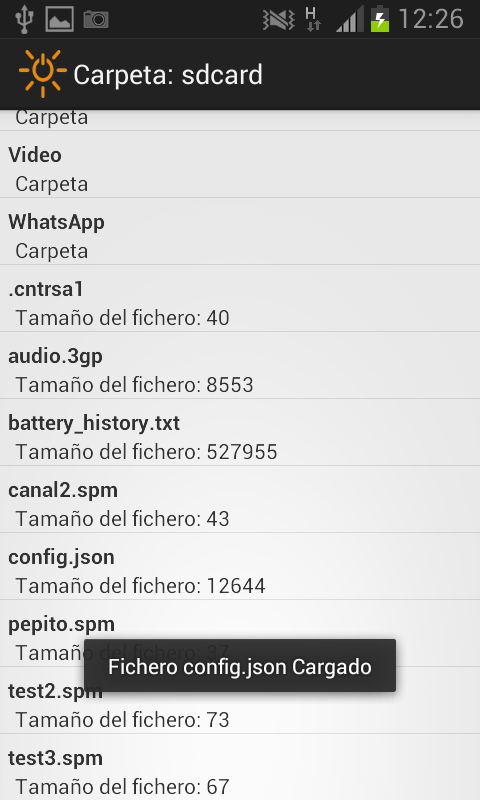 H
12:26
Carpeta: sdcard
Carpeta
Video
Carpeta
WhatsApp
Carpeta
.cntrsa1
Tamaño del fichero: 40
audio.3gp
Tamaño del fichero: 8553
battery_history.txt
Tamaño del fichero: 527955
canal2.spm
Tamaño del fichero: 43
config.json
Tamaño del fichero: 12644
pepito.spm
Tamaño del fichero: 37
Fichero config.json Cargado
test2.spm
Tamaño del fichero: 73
test3.spm
Tamaño del fichero: 67